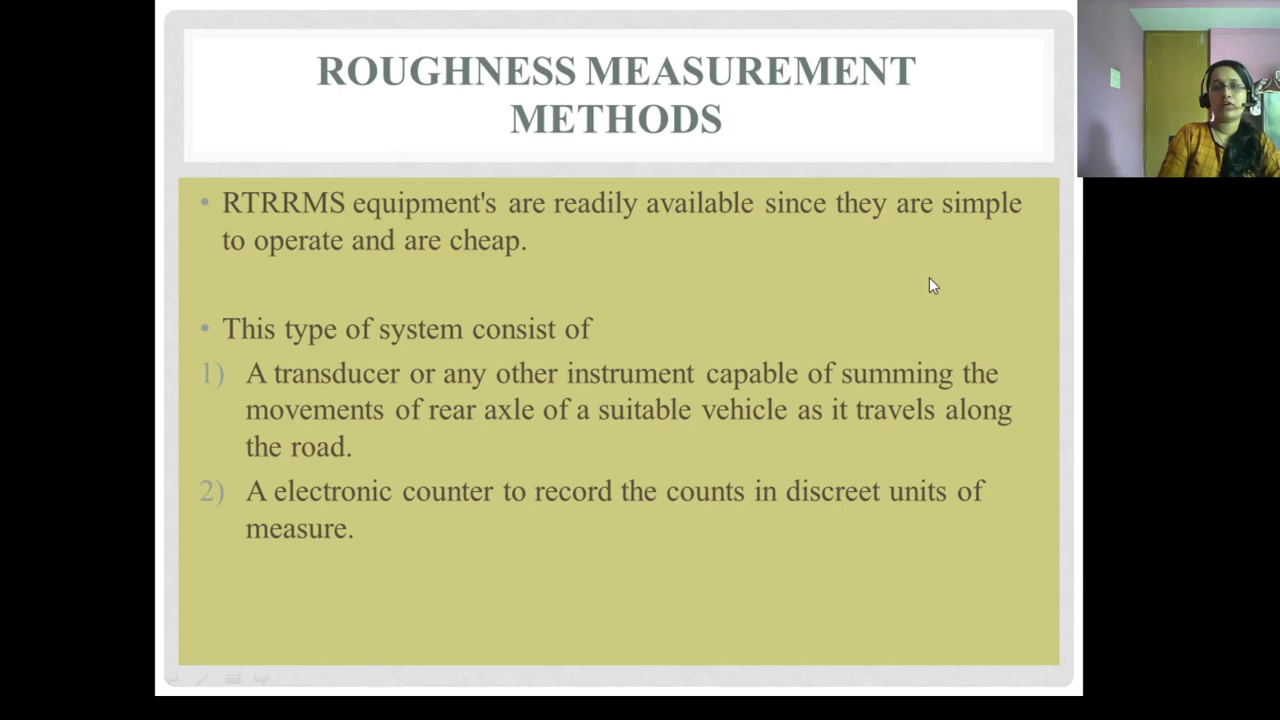 ROUGHNESS MEASUREMENT
METHODS
• RTRRMS equipment's are readily available since they are simple
to operate and are cheap.
• This type of system consist of
1) A transducer or any other instrument capable of summing the
movements of rear axle of a suitable vehicle as it travels along
the road.
2) A electronic counter to record the counts in discreet units of
measure.